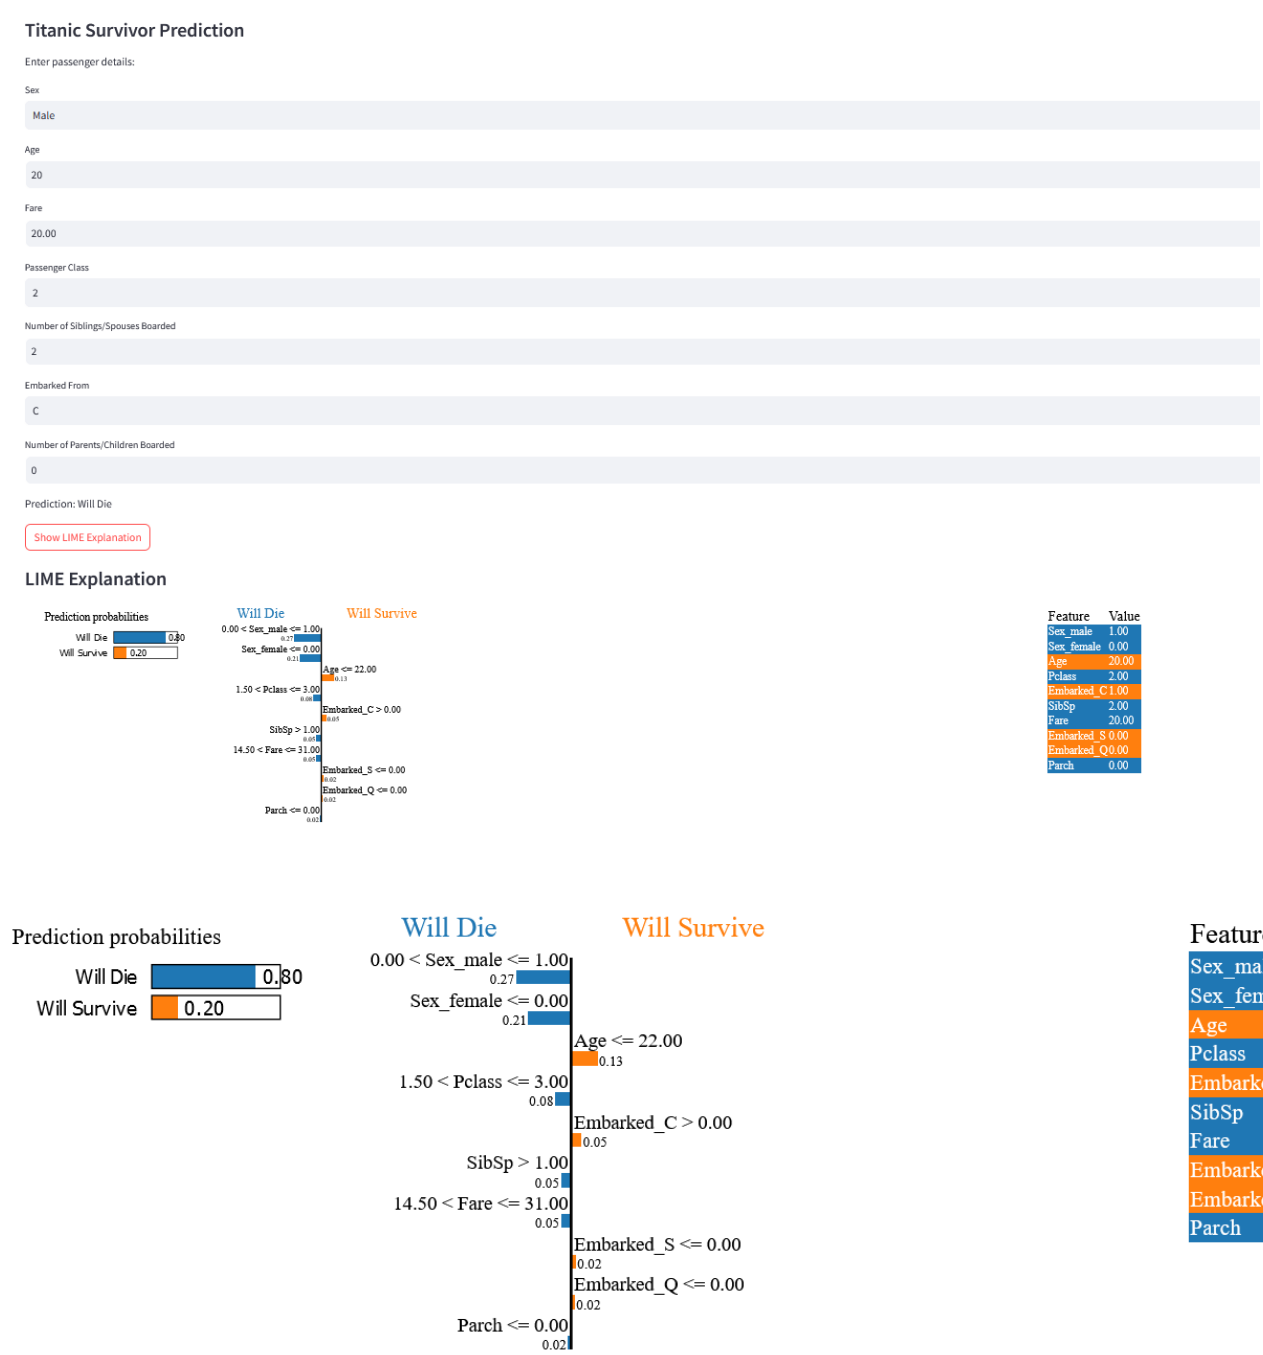 Titanic Survivor Prediction
Enter passenger details:
Sex
Male
Age
20
Fare
20.00
Passenger Class
2
Number of Siblings/Spouses Boarded
2
Embarked From
C
Number of Parents/Children Boarded
0
Prediction: Will Die
Show LIME Explanation
LIME Explanation
Prediction probabilities
Will Die 0.80
Will Survive 0.20
Will Die Will Survive
0.00 < Sex_male <= 1.00
0.27
Sex_female <= 0.00
0.21
Age <= 22.00
0.13
1.50 < Pclass <= 3.00
0.08
Embarked_C > 0.00
0.05
SibSp > 1.00
0.05
14.50 < Fare <= 31.00
0.05
Embarked_S <= 0.00
0.02
Embarked_Q <= 0.00
0.02
Parch <= 0.00
0.02
Feature Value
Sex_male 1.00
Sex_female 0.00
Age 20.00
Pclass 2.00
Embarked_C 1.00
SibSp 2.00
Fare 20.00
Embarked_S 0.00
Embarked_Q 0.00
Parch 0.00
Prediction probabilities
Will Die 0.80
Will Survive 0.20
Will Die Will Survive
0.00 < Sex_male <= 1.00
0.27
Sex_female <= 0.00
0.21
Age <= 22.00
0.13
1.50 < Pclass <= 3.00
0.08
Embarked_C > 0.00
0.05
SibSp > 1.00
0.05
14.50 < Fare <= 31.00
0.05
Embarked_S <= 0.00
0.02
Embarked_Q <= 0.00
0.02
Parch <= 0.00
0.02
Featur
Sex_ma
Sex_fem
Age
Pclass
Embark
SibSp
Fare
Embark
Embark
Parch